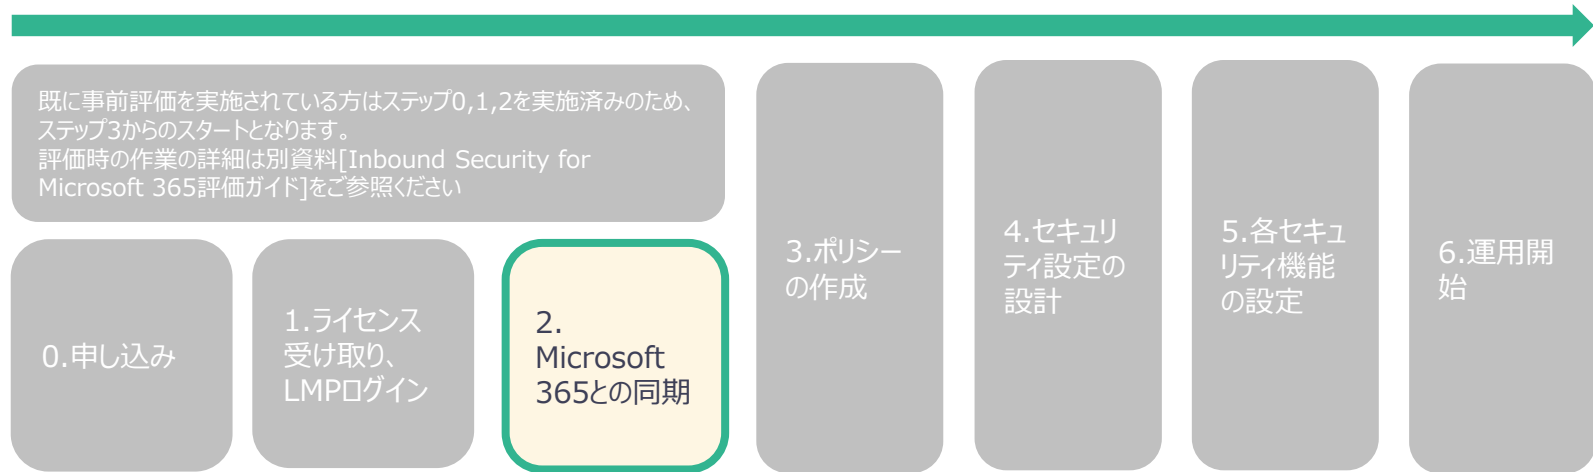 既に事前評価を実施されている方はステップ0,1,2を実施済みのため、
ステップ3からのスタートとなります。
評価時の作業の詳細は別資料[Inbound Security for
Microsoft 365評価ガイド]をご参照ください
0.申し込み
1.ライセンス
受け取り、
LMPログイン
2.
Microsoft
365との同期
3.ポリシー
の作成
4.セキュリ
ティ設定の
設計
5.各セキュ
リティ機能
の設定
6.運用開
始